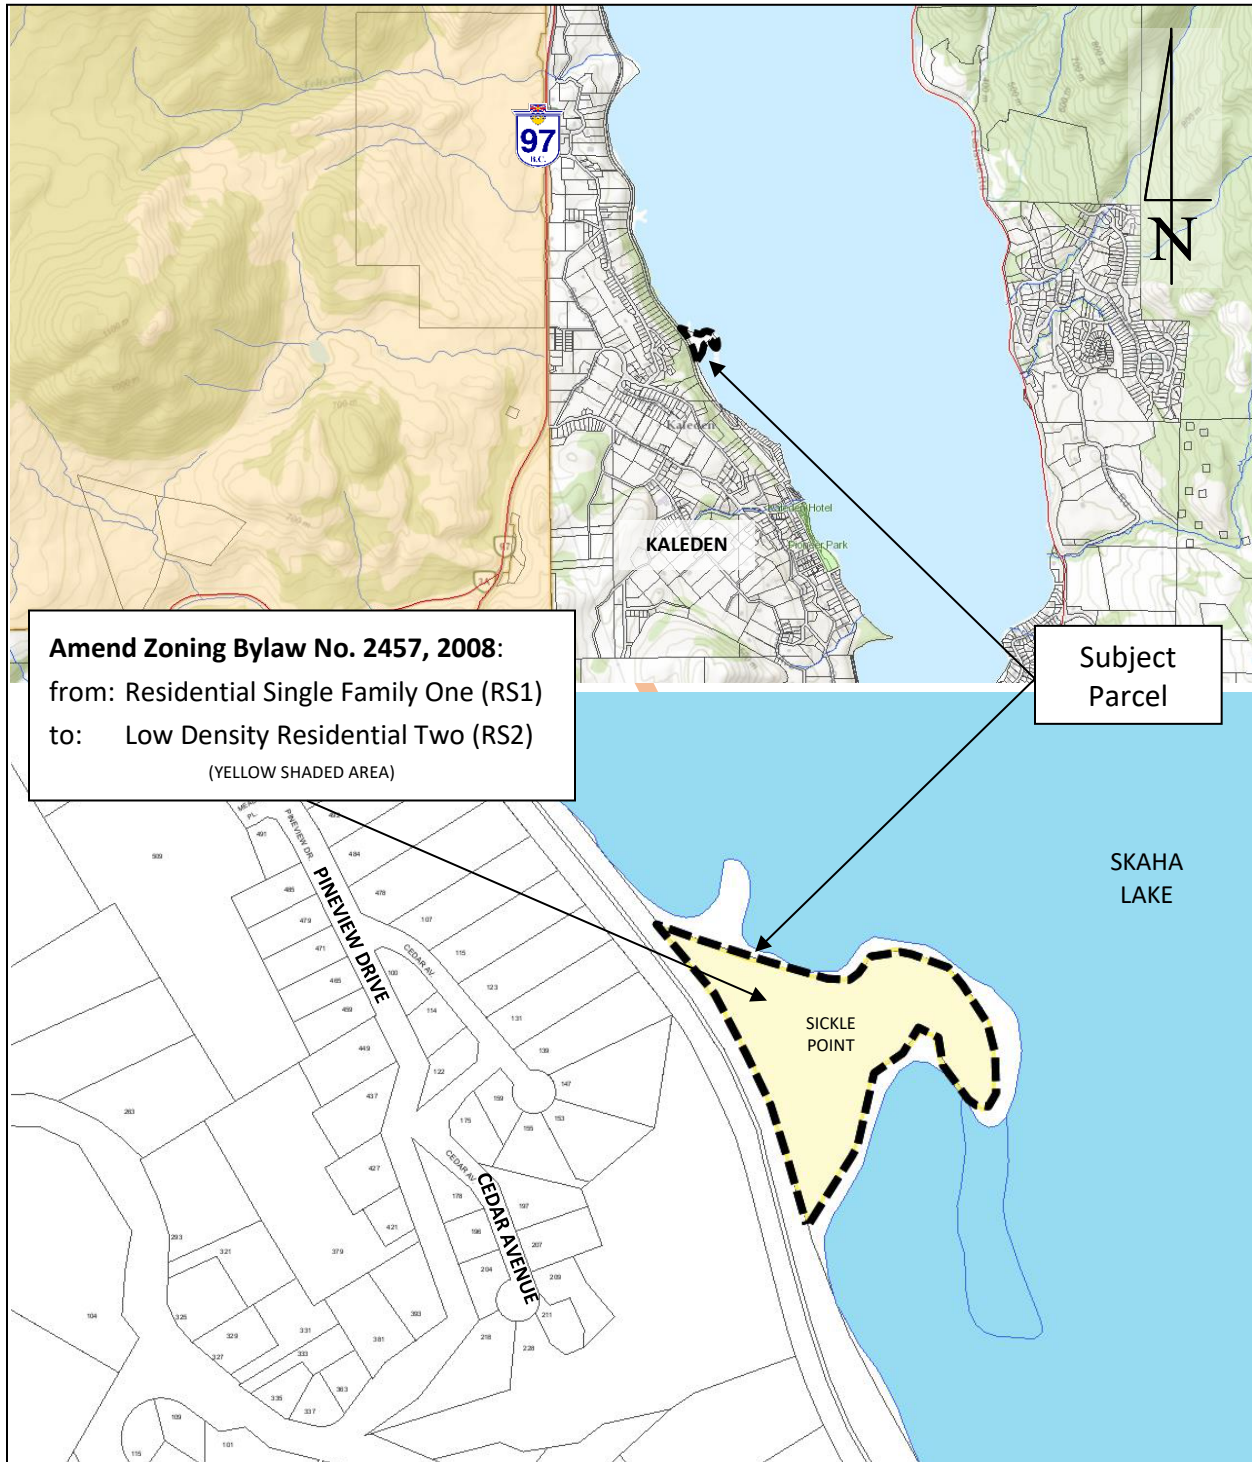 97
B.C.
N
Kaleden
Kaleden Hotel
Pioneer Park
KALEDEN
97
3A
Amend Zoning Bylaw No. 2457, 2008:
from: Residential Single Family One (RS1)
to: Low Density Residential Two (RS2)
(YELLOW SHADED AREA)
Subject
Parcel
SKAHA
LAKE
SICKLE
POINT
PINEVIEW DR.
PINEVIEW DRIVE
CEDAR AV
CEDAR AV
CEDAR AVENUE
PL.
491
484
509
485
478
479
107
471
115
465
100
123
459
114
131
449
139
122
147
437
159
153
263
175
155
427
178
197
421
196
207
293
321
379
204
209
104
325
393
211
331
329
381
218
228
327
333
363
335
337
109
101
115